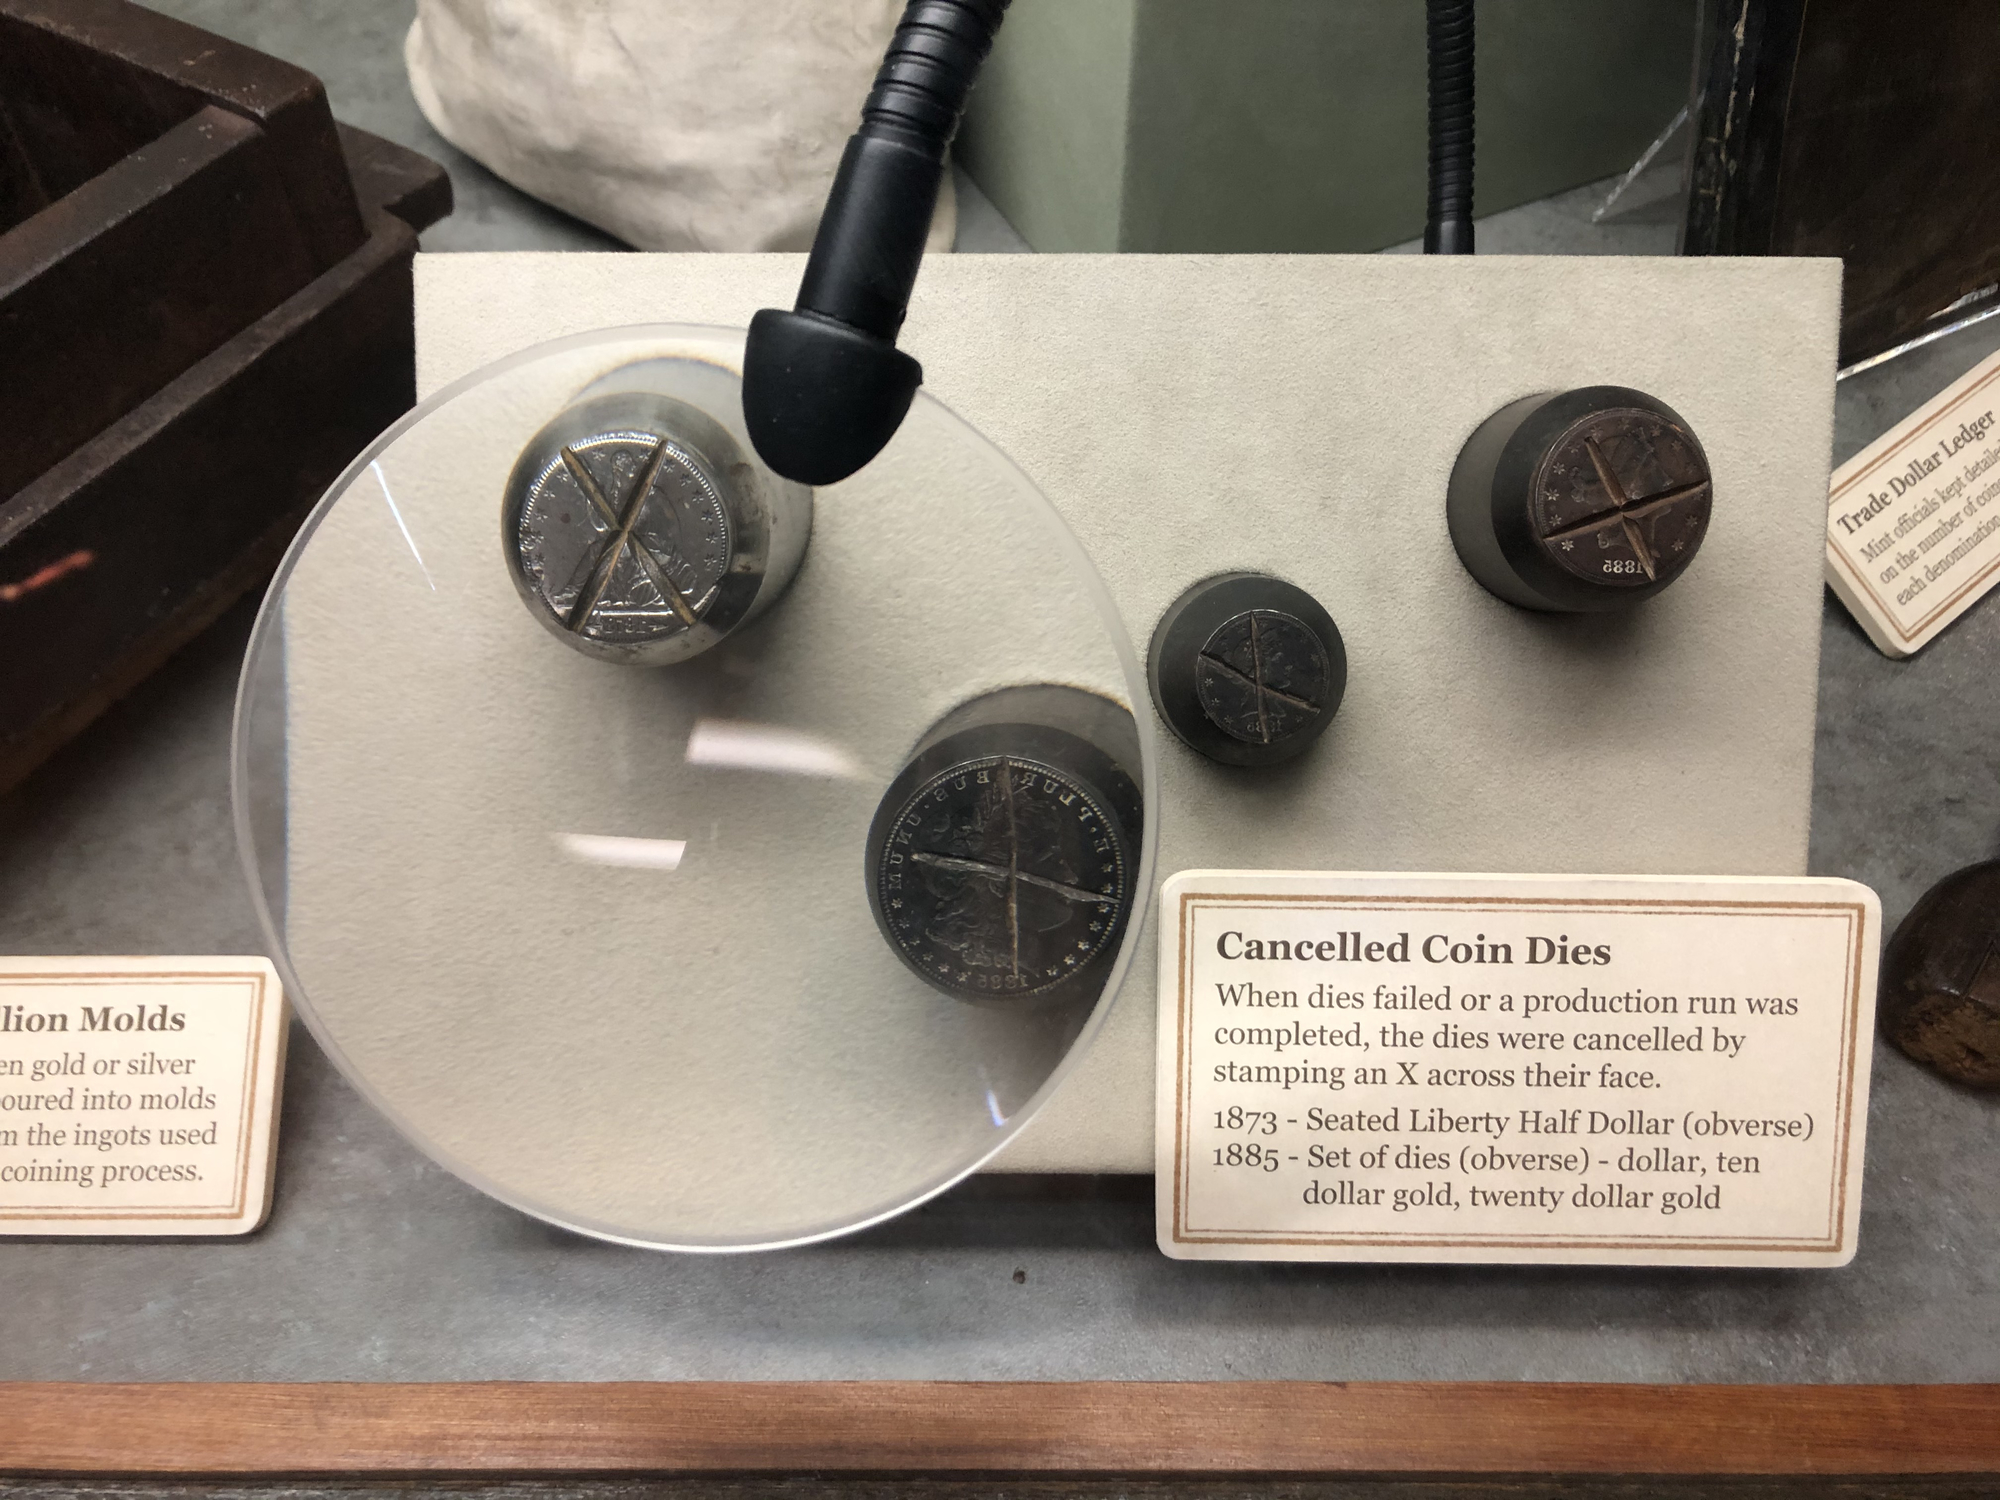 Cancelled Coin Dies
When dies failed or a production run was
completed, the dies were cancelled by
stamping an X across their face.
1873 - Seated Liberty Half Dollar (obverse)
1885 - Set of dies (obverse) - dollar, ten
dollar gold, twenty dollar gold
Trade Dollar Ledger
Mint officials kept
on the number of
each denomination
lion Molds
en gold or silver
oured into molds
m the ingots used
coining process.
E PLURIBUS UNUM
1885
1885